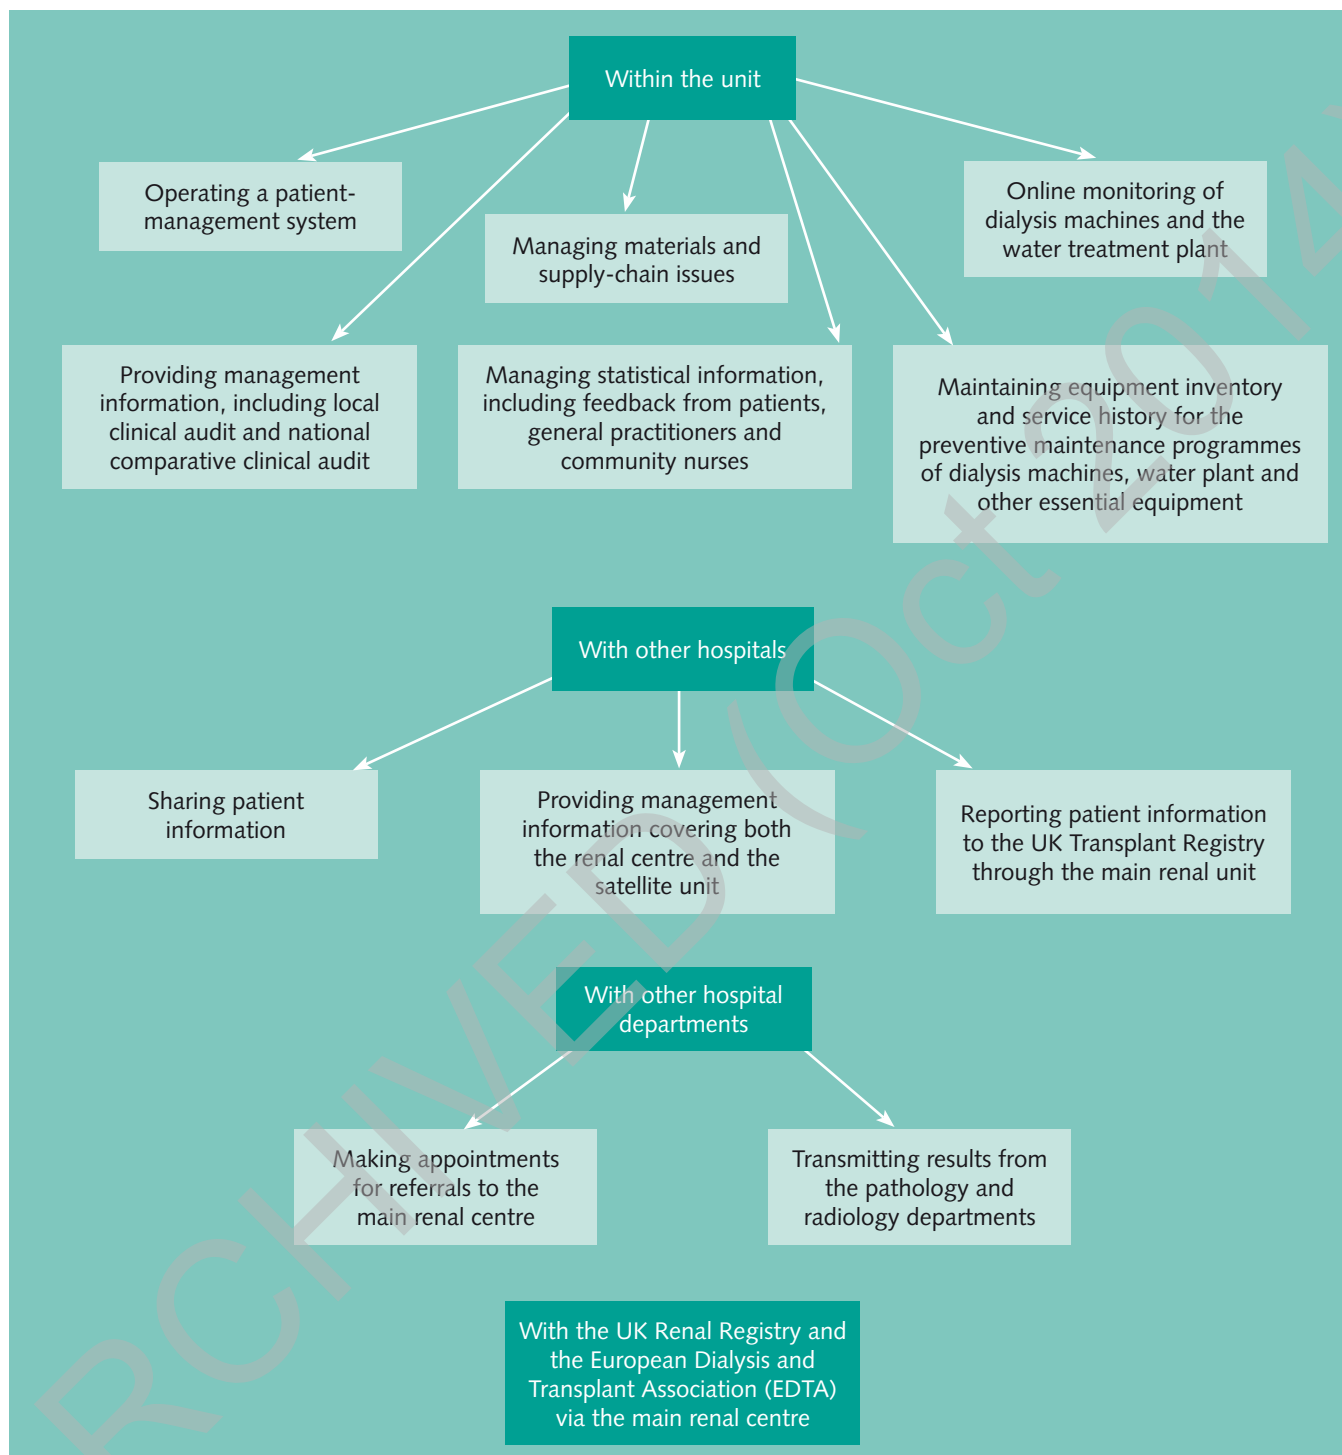 Within the unit
Operating a patient-
management system
Managing materials and
supply-chain issues
Online monitoring of
dialysis machines and the
water treatment plant
Providing management
information, including local
clinical audit and national
comparative clinical audit
Managing statistical information,
including feedback from patients,
general practitioners and
community nurses
Maintaining equipment inventory
and service history for the
preventive maintenance programmes
of dialysis machines, water plant and
other essential equipment
With other hospitals
Sharing patient
information
Providing management
information covering both
the renal centre and the
satellite unit
Reporting patient information
to the UK Transplant Registry
through the main renal unit
With other hospital
departments
Making appointments
for referrals to the
main renal centre
Transmitting results from
the pathology and
radiology departments
With the UK Renal Registry and
the European Dialysis and
Transplant Association (EDTA)
via the main renal centre
RCHIVED (Oct 2014)